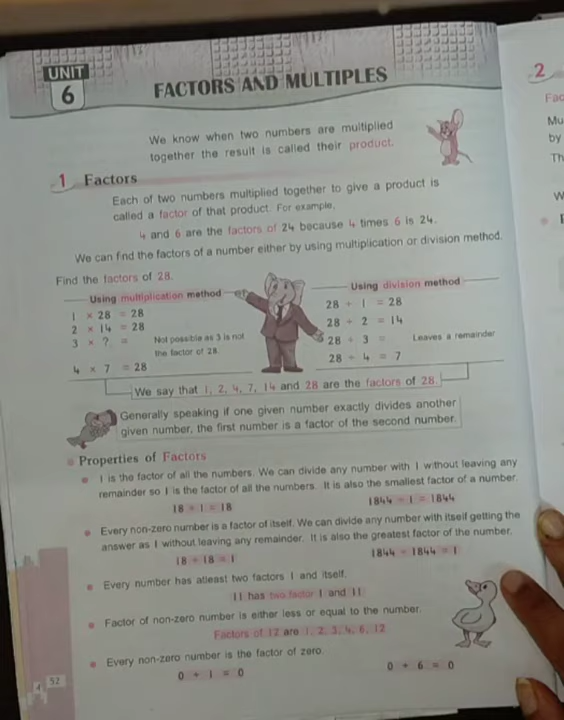 UNIT
6
FACTORS AND MULTIPLES
We know when two numbers are multiplied
together the result is called their product.
1 Factors
Each of two numbers multiplied together to give a product is
called a factor of that product. For example,
4 and 6 are the factors of 24 because 4 times 6 is 24.
We can find the factors of a number either by using multiplication or division method.
Find the factors of 28.
Using multiplication method
1 × 28 = 28
2 × 14 = 28
3 × ? = Not possible as 3 is not
the factor of 28.
4 × 7 = 28
Using division method
28 ÷ 1 = 28
28 ÷ 2 = 14
28 ÷ 3 = Leaves a remainder
28 ÷ 4 = 7
We say that 1, 2, 4, 7, 14 and 28 are the factors of 28.
Generally speaking if one given number exactly divides another
given number, the first number is a factor of the second number.
Properties of Factors
1 is the factor of all the numbers. We can divide any number with 1 without leaving any
remainder so 1 is the factor of all the numbers. It is also the smallest factor of a number.
18 ÷ 1 = 18 1844 ÷ 1 = 1844
Every non-zero number is a factor of itself. We can divide any number with itself getting the
answer as 1 without leaving any remainder. It is also the greatest factor of the number.
18 ÷ 18 = 1 1844 ÷ 1844 = 1
Every number has atleast two factors 1 and itself.
11 has two factor 1 and 11
Factor of non-zero number is either less or equal to the number.
Factors of 12 are 1, 2, 3, 4, 6, 12
Every non-zero number is the factor of zero.
0 ÷ 1 = 0 0 ÷ 6 = 0
52
2
Fac
Mu
by
Th
W